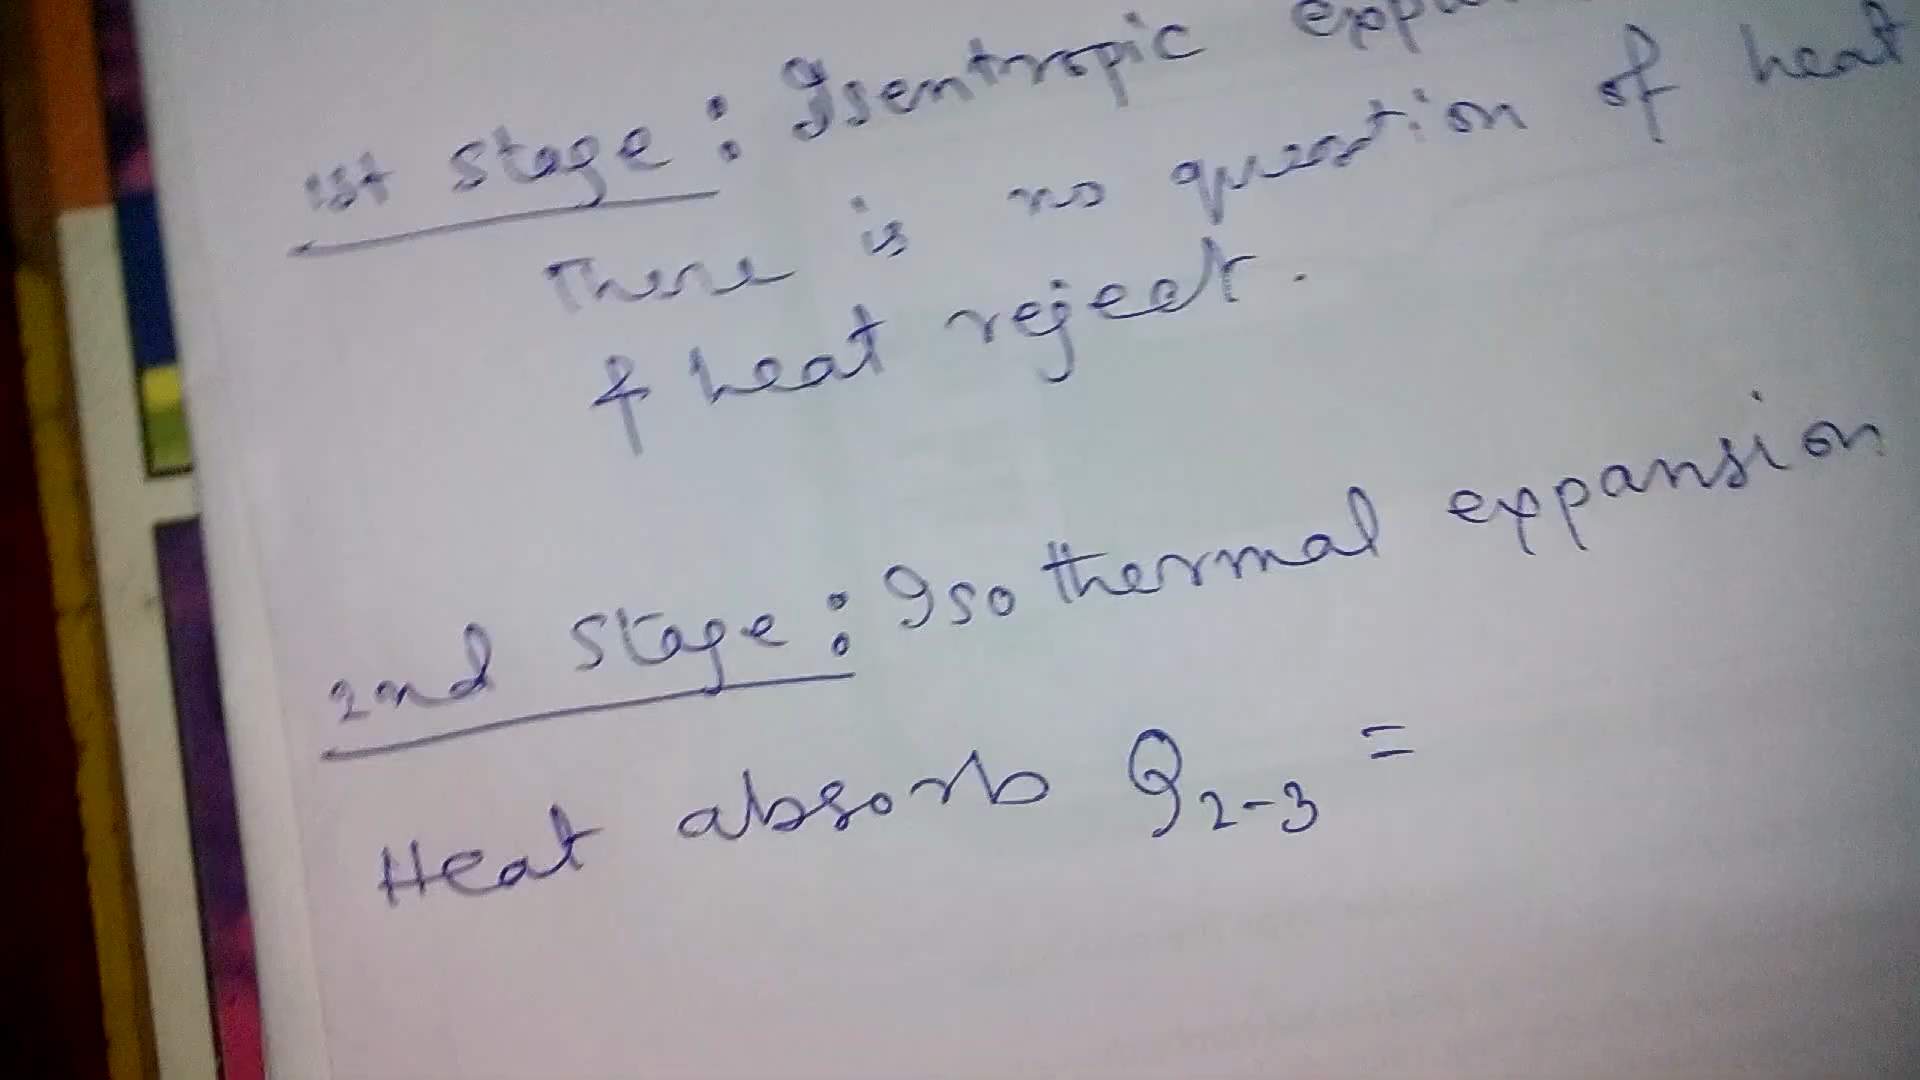 1st Stage: Isentropic
There is no question of heat
& heat reject.
2nd Stage: Isothermal expansion
Heat absorb Q2-3 =